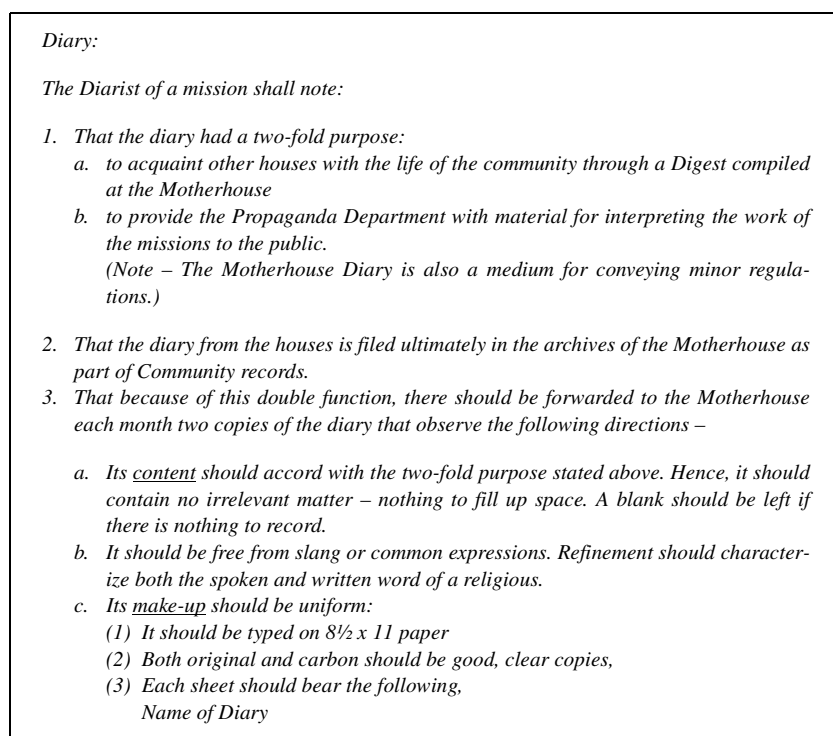 Diary:
The Diarist of a mission shall note:
1. That the diary had a two-fold purpose:
a. to acquaint other houses with the life of the community through a Digest compiled
at the Motherhouse
b. to provide the Propaganda Department with material for interpreting the work of
the missions to the public.
(Note – The Motherhouse Diary is also a medium for conveying minor regula-
tions.)
2. That the diary from the houses is filed ultimately in the archives of the Motherhouse as
part of Community records.
3. That because of this double function, there should be forwarded to the Motherhouse
each month two copies of the diary that observe the following directions –
a. Its content should accord with the two-fold purpose stated above. Hence, it should
contain no irrelevant matter – nothing to fill up space. A blank should be left if
there is nothing to record.
b. It should be free from slang or common expressions. Refinement should character-
ize both the spoken and written word of a religious.
c. Its make-up should be uniform:
(1) It should be typed on 8½ x 11 paper
(2) Both original and carbon should be good, clear copies,
(3) Each sheet should bear the following,
Name of Diary